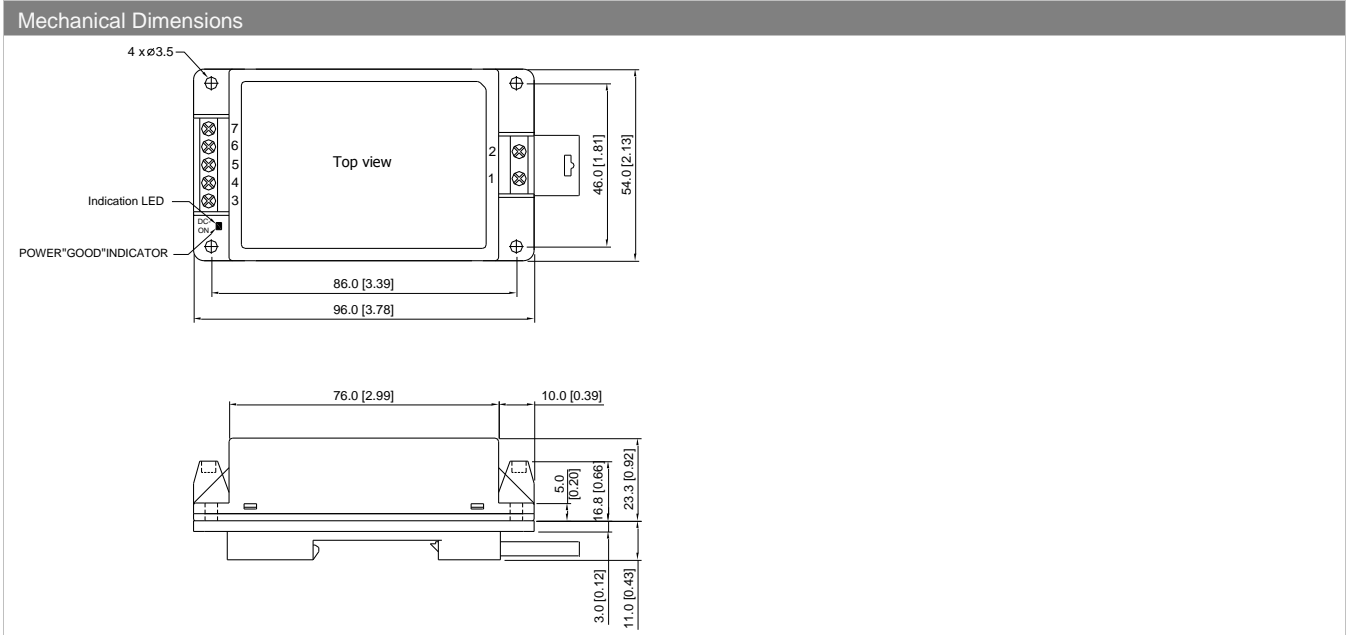 Mechanical Dimensions
4 xø3.5
7
6
5
4
3
Top view
2
1
46.0 [1.81]
54.0 [2.13]
Indication LED
DC
ON
POWER"GOOD"INDICATOR
86.0 [3.39]
96.0 [3.78]
76.0 [2.99]
10.0 [0.39]
5.0
[0.20]
16.8 [0.66]
23.3 [0.92]
3.0 [0.12]
11.0 [0.43]